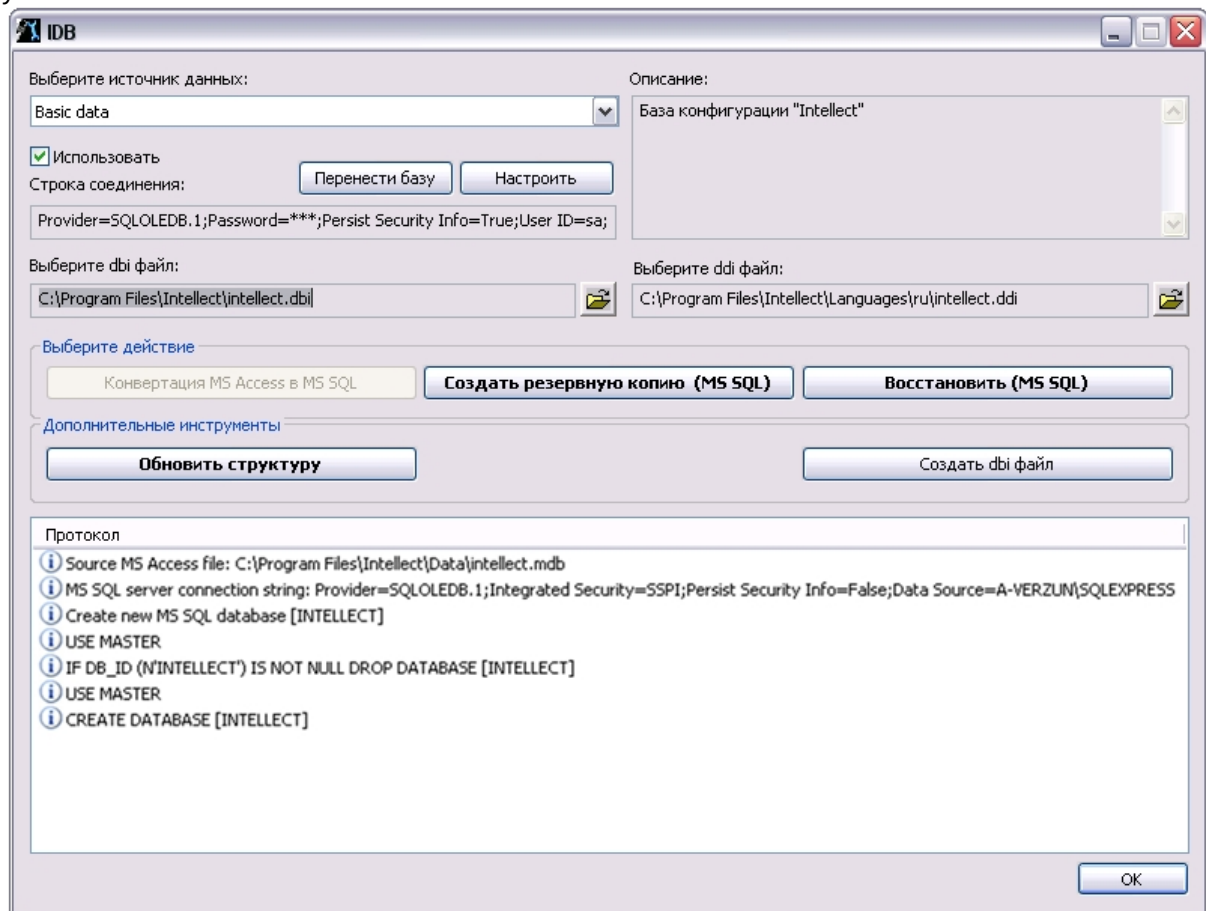 IDB
Выберите источник данных:
Basic data
Использовать
Строка соединения:
Перенести базу
Настроить
Provider=SQLOLEDB.1;Password=***;Persist Security Info=True;User ID=sa;
Описание:
База конфигурации "Intellect"
Выберите dbi файл:
C:\Program Files\Intellect\intellect.dbi
Выберите ddi файл:
C:\Program Files\Intellect\Languages\ru\intellect.ddi
Выберите действие
Конвертация MS Access в MS SQL
Создать резервную копию (MS SQL)
Восстановить (MS SQL)
Дополнительные инструменты
Обновить структуру
Создать dbi файл
Протокол
Source MS Access file: C:\Program Files\Intellect\Data\intellect.mdb
MS SQL server connection string: Provider=SQLOLEDB.1;Integrated Security=SSPI;Persist Security Info=False;Data Source=A-VERZUN\SQLEXPRESS
Create new MS SQL database [INTELLECT]
USE MASTER
IF DB_ID (N'INTELLECT') IS NOT NULL DROP DATABASE [INTELLECT]
USE MASTER
CREATE DATABASE [INTELLECT]
ОК